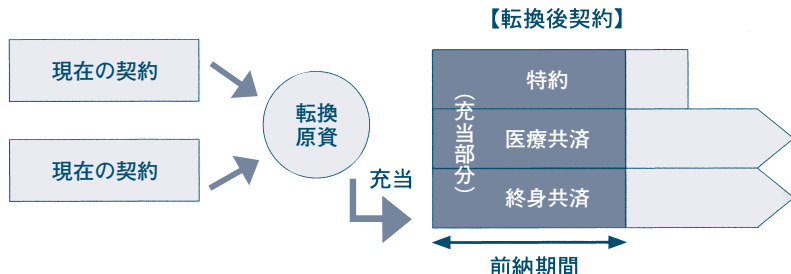 【転換後契約】
現在の契約
現在の契約
転換
原資
充当
(充当部分)
特約
医療共済
終身共済
前納期間